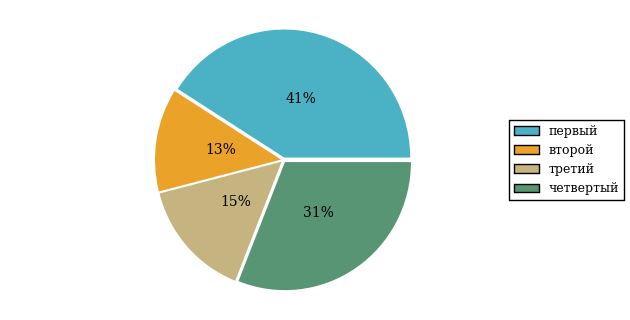 41%
13%
15%
31%
первый
второй
третий
четвертый